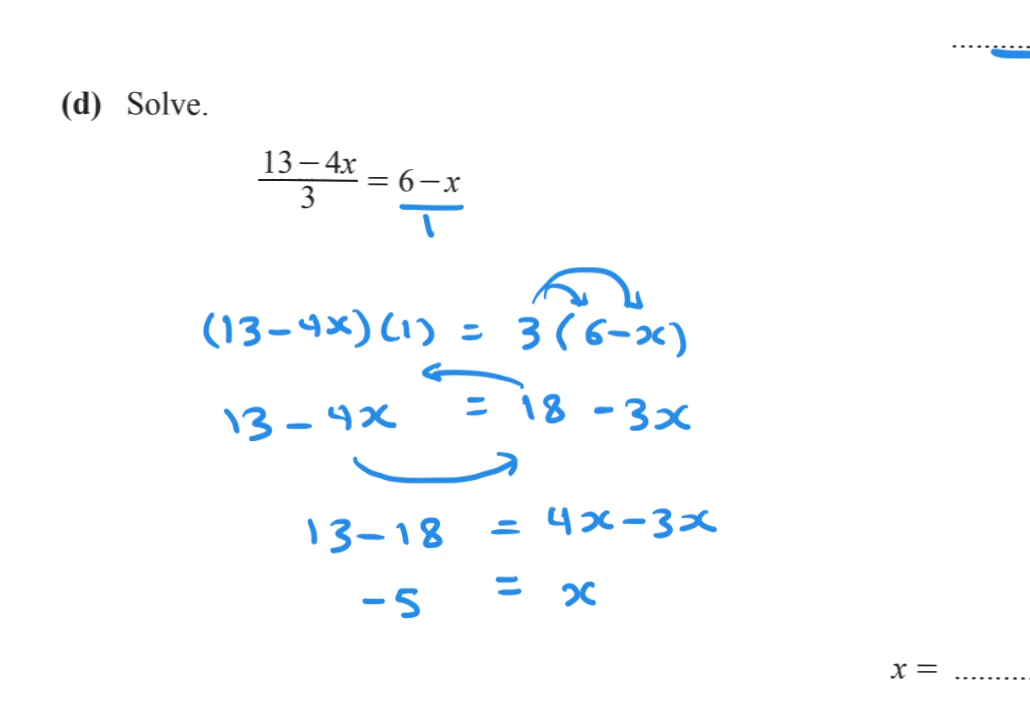 (d) Solve.
13 – 4x
3
= 6 – x
1
(13 – 4x)(1) = 3(6 – x)
13 – 4x = 18 – 3x
13 – 18 = 4x – 3x
– 5 = x
x = ..........